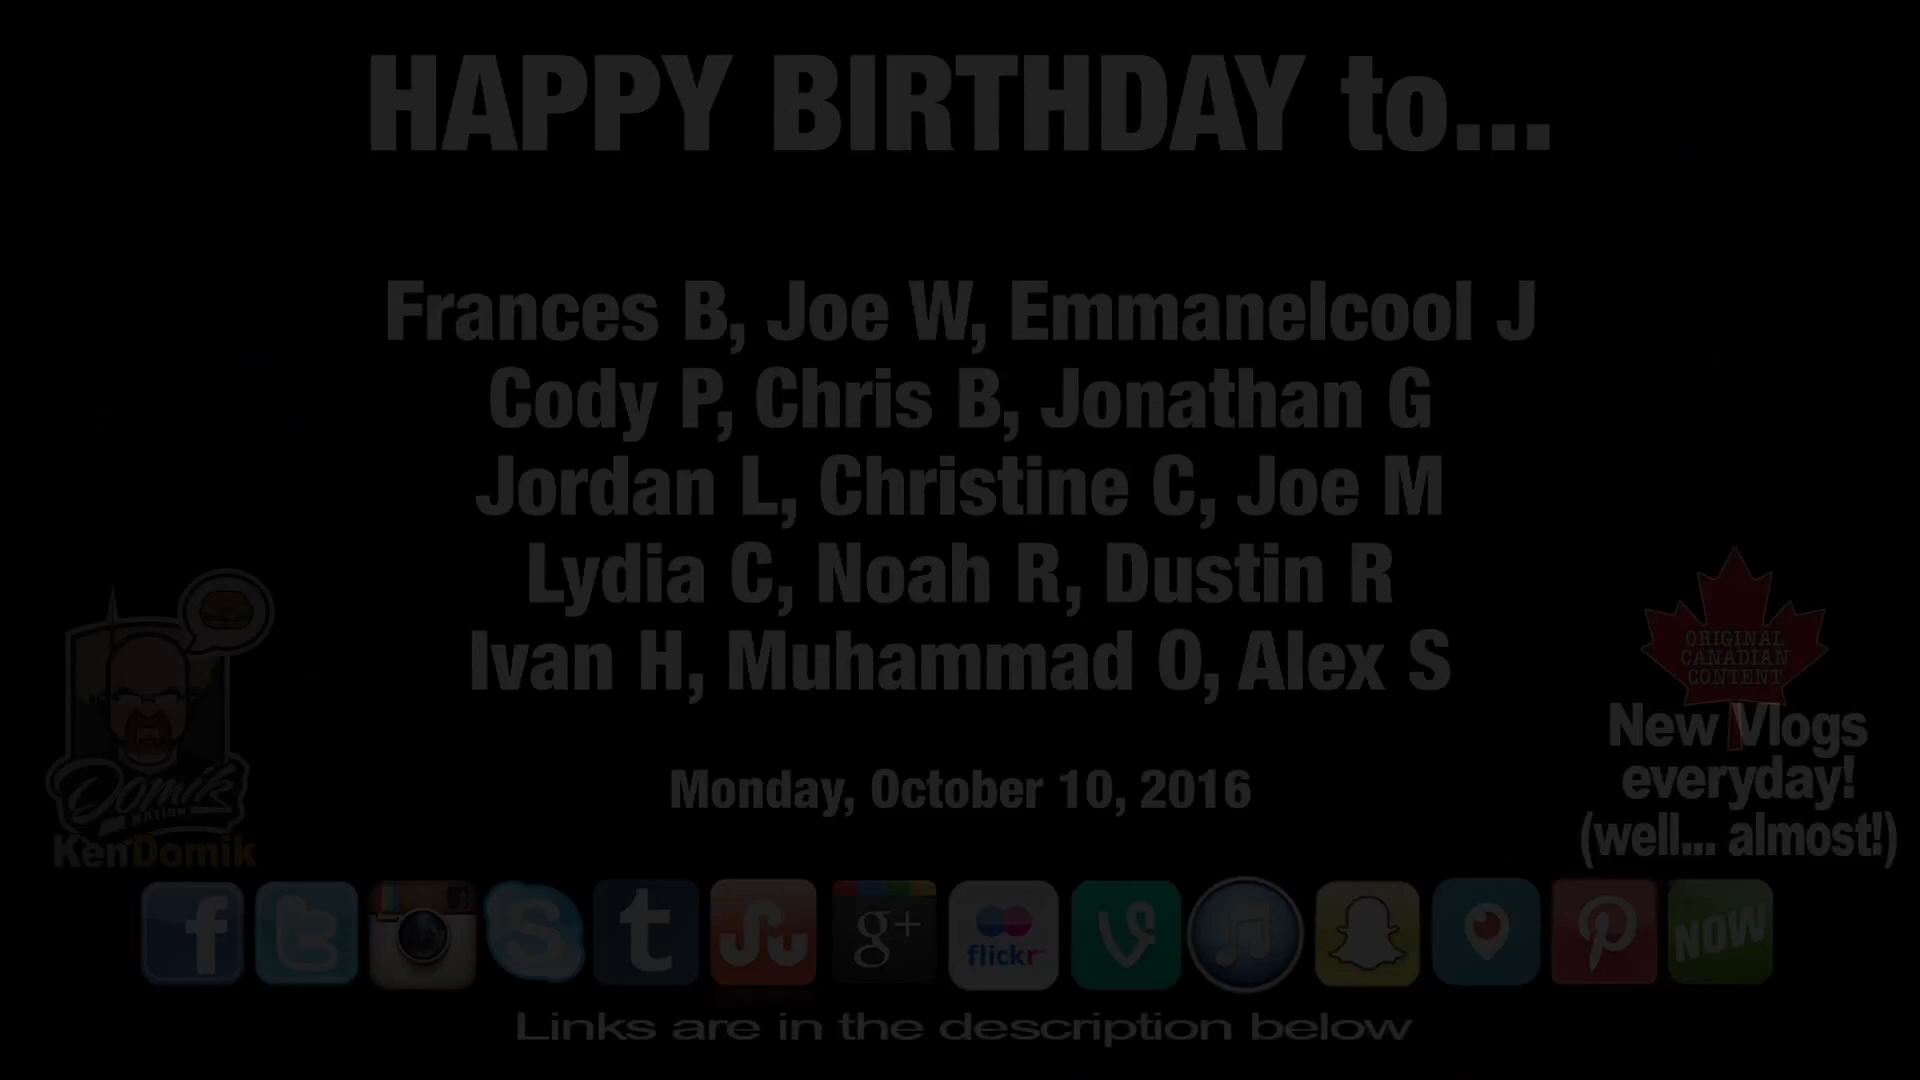 HAPPY BIRTHDAY to...
Frances B, Joe W, Emmanelcool J
Cody P, Chris B, Jonathan G
Jordan L, Christine C, Joe M
Lydia C, Noah R, Dustin R
Ivan H, Muhammad O, Alex S
Monday, October 10, 2016
Domik
NATION
KenDomik
ORIGINAL
CANADIAN
CONTENT
New Vlogs
everyday!
(well... almost!)
f t S t g+ flickr NOW
Links are in the description below